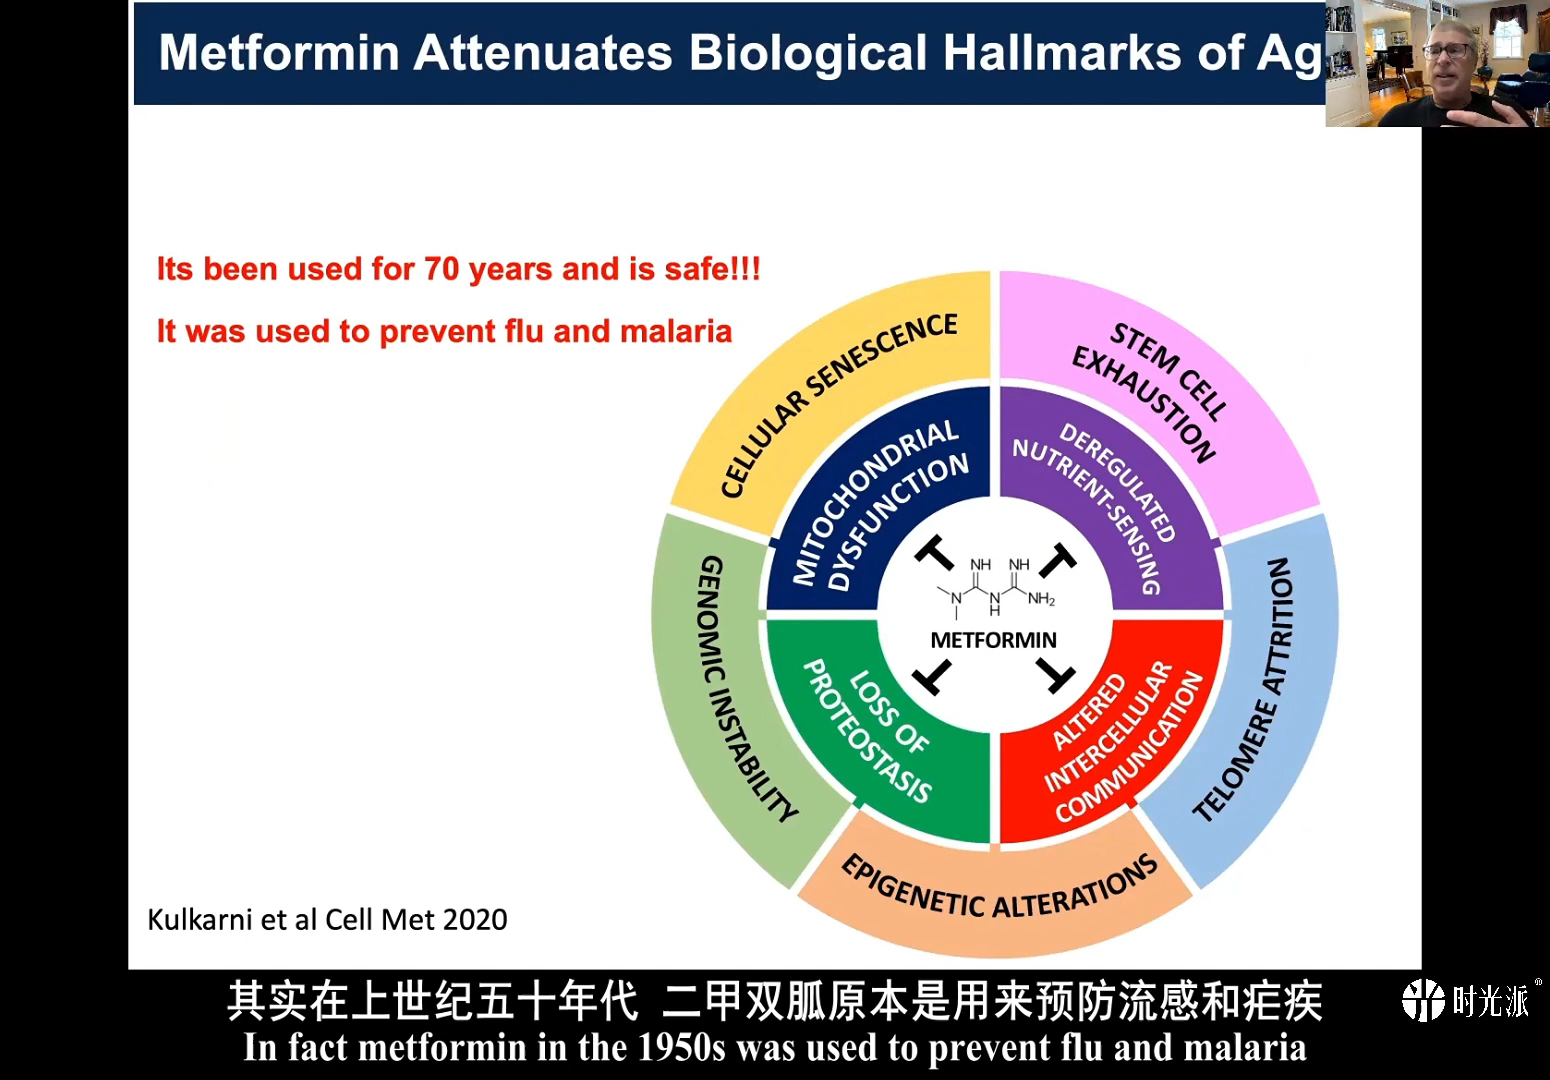 Metformin Attenuates Biological Hallmarks of Ag
Its been used for 70 years and is safe!!!
It was used to prevent flu and malaria
CELLULAR SENESCENCE
STEM CELL
EXHAUSTION
MITOCHONDRIAL
DYSFUNCTION
DEREGULATED
NUTRIENT-SENSING
GENOMIC INSTABILITY
NH NH
N N NH₂
H
METFORMIN
TELOMERE ATTRITION
LOSS OF
PROTEOSTASIS
ALTERED
INTERCELLULAR
COMMUNICATION
EPIGENETIC ALTERATIONS
Kulkarni et al Cell Met 2020
其实在上世纪五十年代 二甲双胍原本是用来预防流感和疟疾
时光派®
In fact metformin in the 1950s was used to prevent flu and malaria